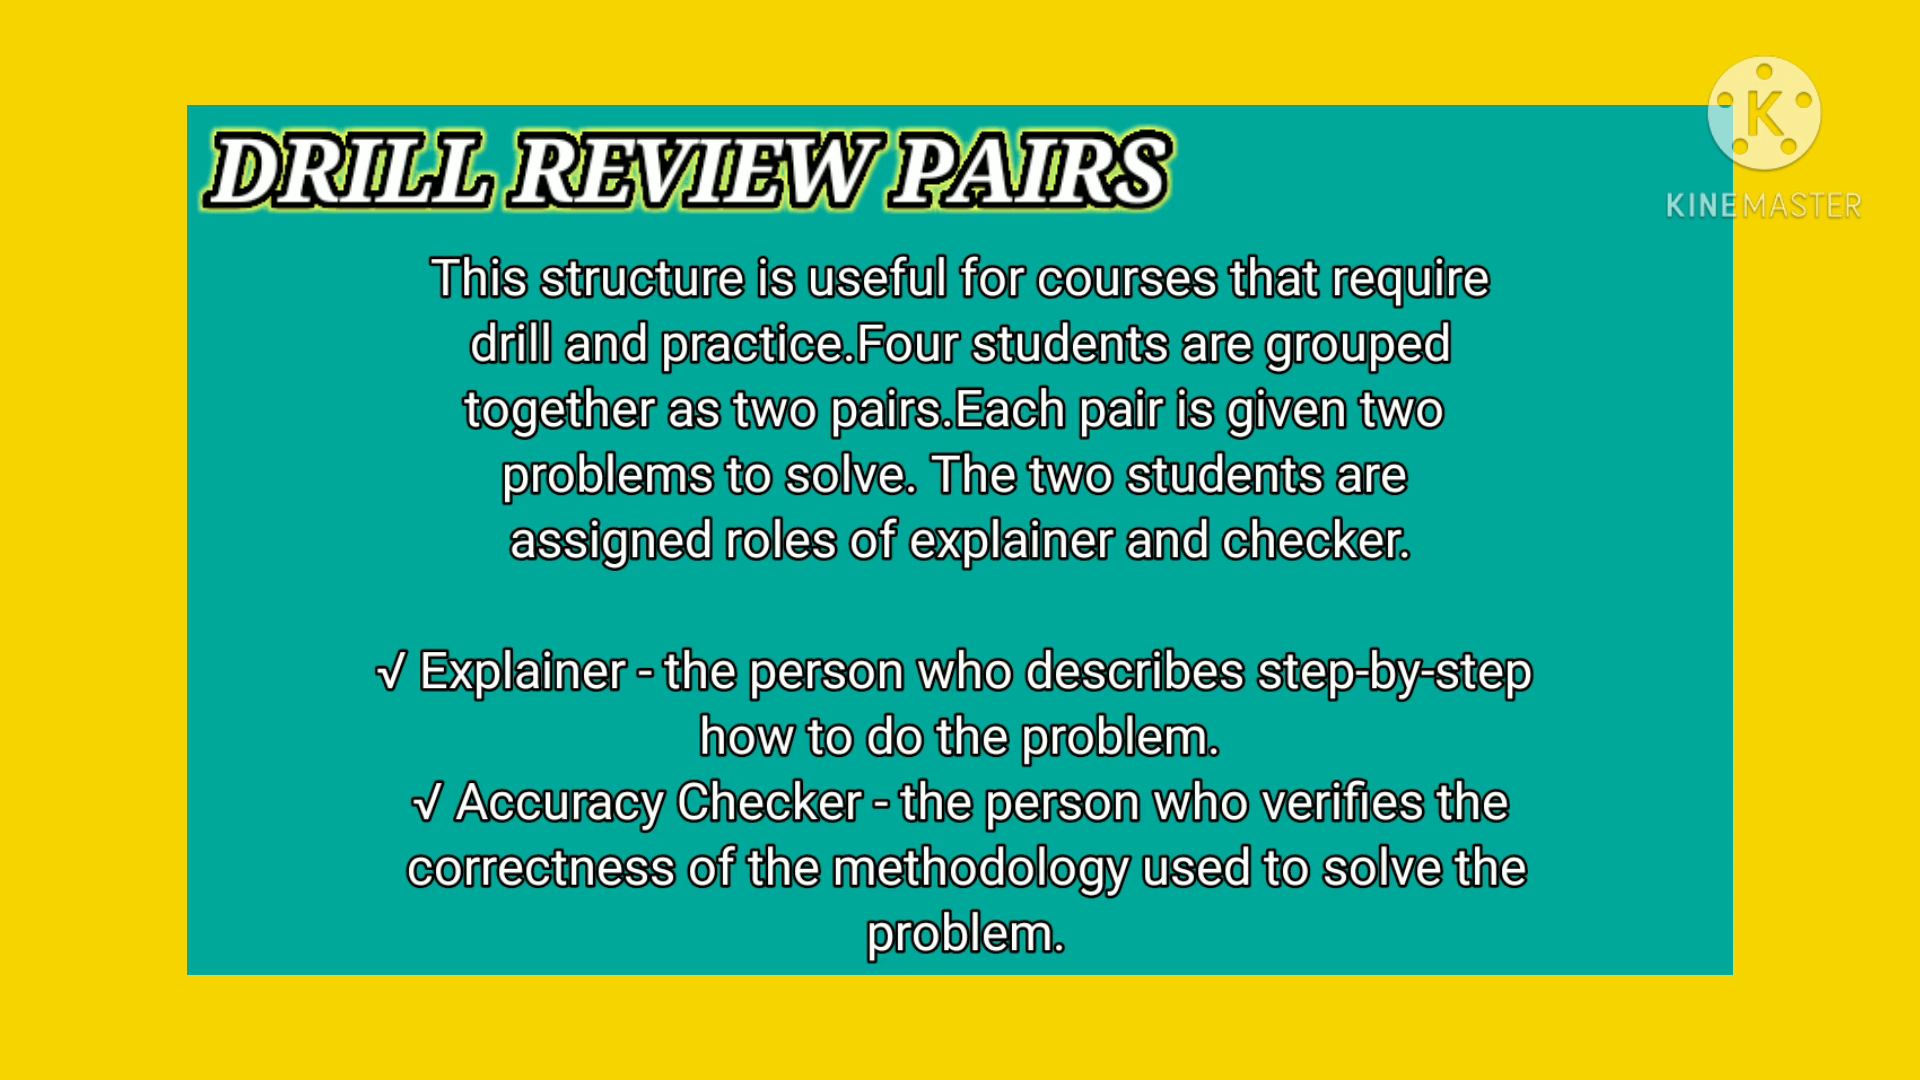 DRILL REVIEW PAIRS
K
KINEMASTER
This structure is useful for courses that require
drill and practice.Four students are grouped
together as two pairs.Each pair is given two
problems to solve. The two students are
assigned roles of explainer and checker.
√ Explainer - the person who describes step-by-step
how to do the problem.
√ Accuracy Checker - the person who verifies the
correctness of the methodology used to solve the
problem.